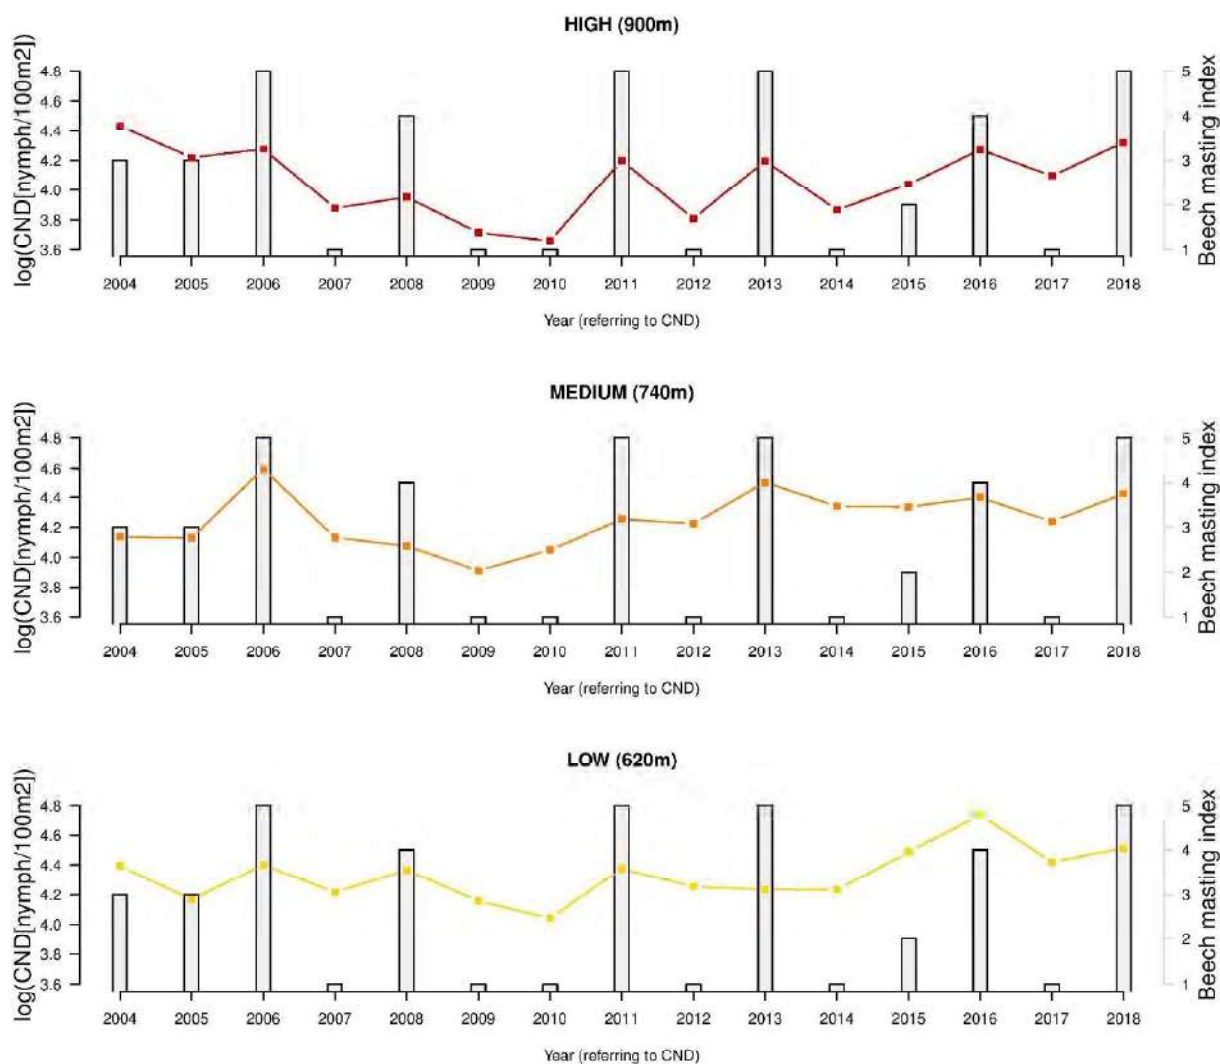 HIGH (900m)
log(CND[nymph/100m2])
4.8
4.6
4.4
4.2
4.0
3.8
3.6
5
4
3
2
1
Beech masting index
2004 2005 2006 2007 2008 2009 2010 2011 2012 2013 2014 2015 2016 2017 2018
Year (referring to CND)
MEDIUM (740m)
log(CND[nymph/100m2])
4.8
4.6
4.4
4.2
4.0
3.8
3.6
5
4
3
2
1
Beech masting index
2004 2005 2006 2007 2008 2009 2010 2011 2012 2013 2014 2015 2016 2017 2018
Year (referring to CND)
LOW (620m)
log(CND[nymph/100m2])
4.8
4.6
4.4
4.2
4.0
3.8
3.6
5
4
3
2
1
Beech masting index
2004 2005 2006 2007 2008 2009 2010 2011 2012 2013 2014 2015 2016 2017 2018
Year (referring to CND)